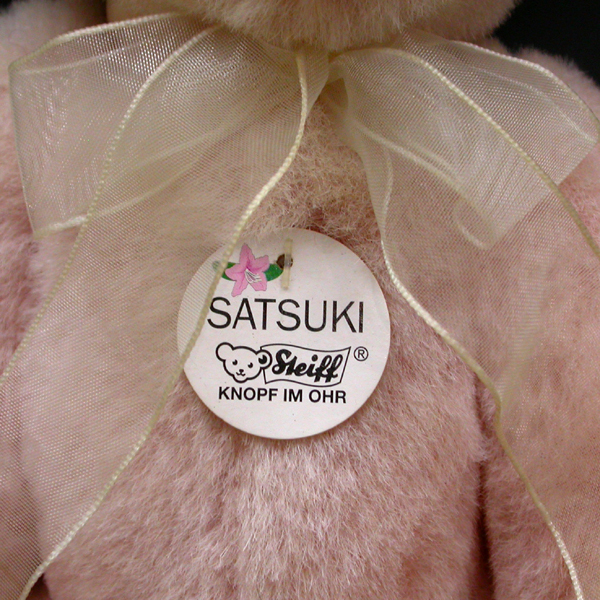 SATSUKI
Steiff ®
KNOPF IM OHR